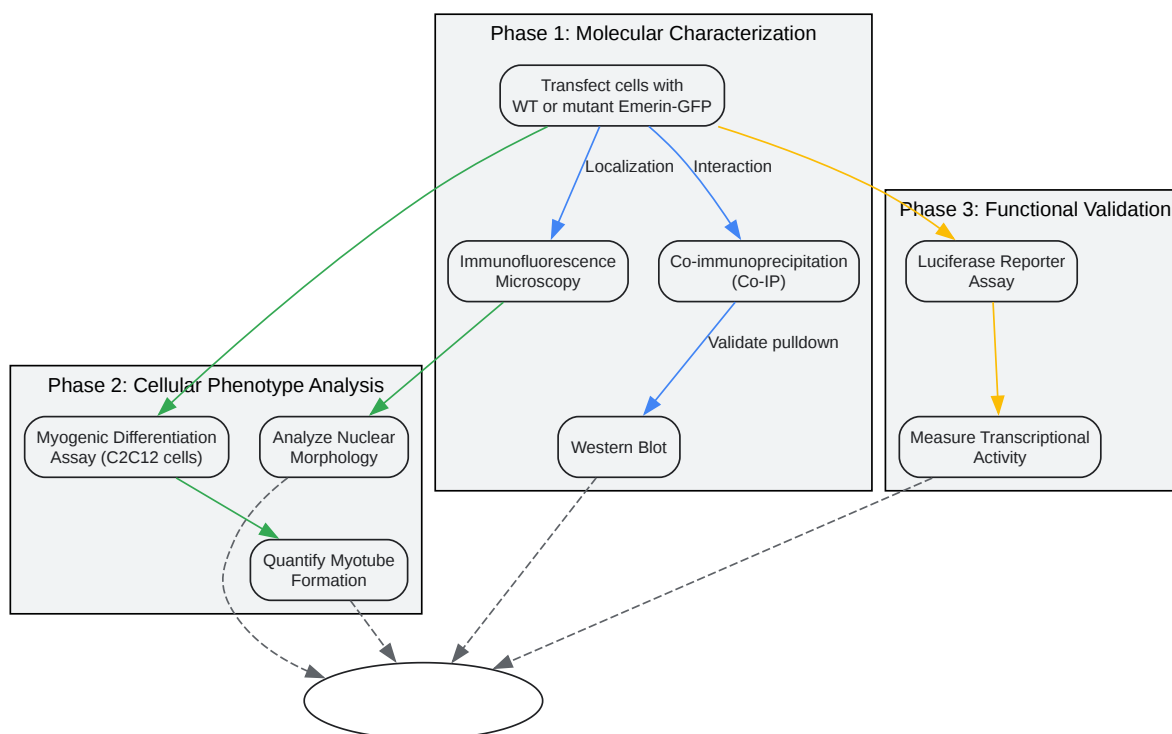 Phase 1: Molecular Characterization
Transfect cells with
WT or mutant Emerin-GFP
Localization
Interaction
Phase 3: Functional Validation
Immunofluorescence
Microscopy
Co-immunoprecipitation
(Co-IP)
Luciferase Reporter
Assay
Validate pulldown
Phase 2: Cellular Phenotype Analysis
Myogenic Differentiation
Assay (C2C12 cells)
Analyze Nuclear
Morphology
Western Blot
Measure Transcriptional
Activity
Quantify Myotube
Formation